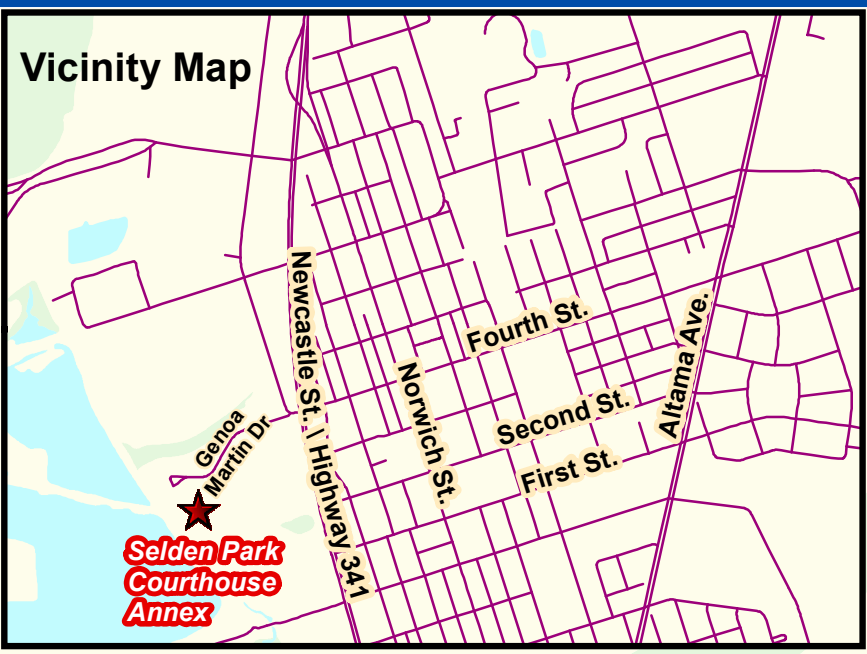 Vicinity Map
Newcastle St. \ Highway 341
Fourth St.
Altama Ave.
Norwich St.
Second St.
First St.
Genoa
Martin Dr
Selden Park
Courthouse
Annex